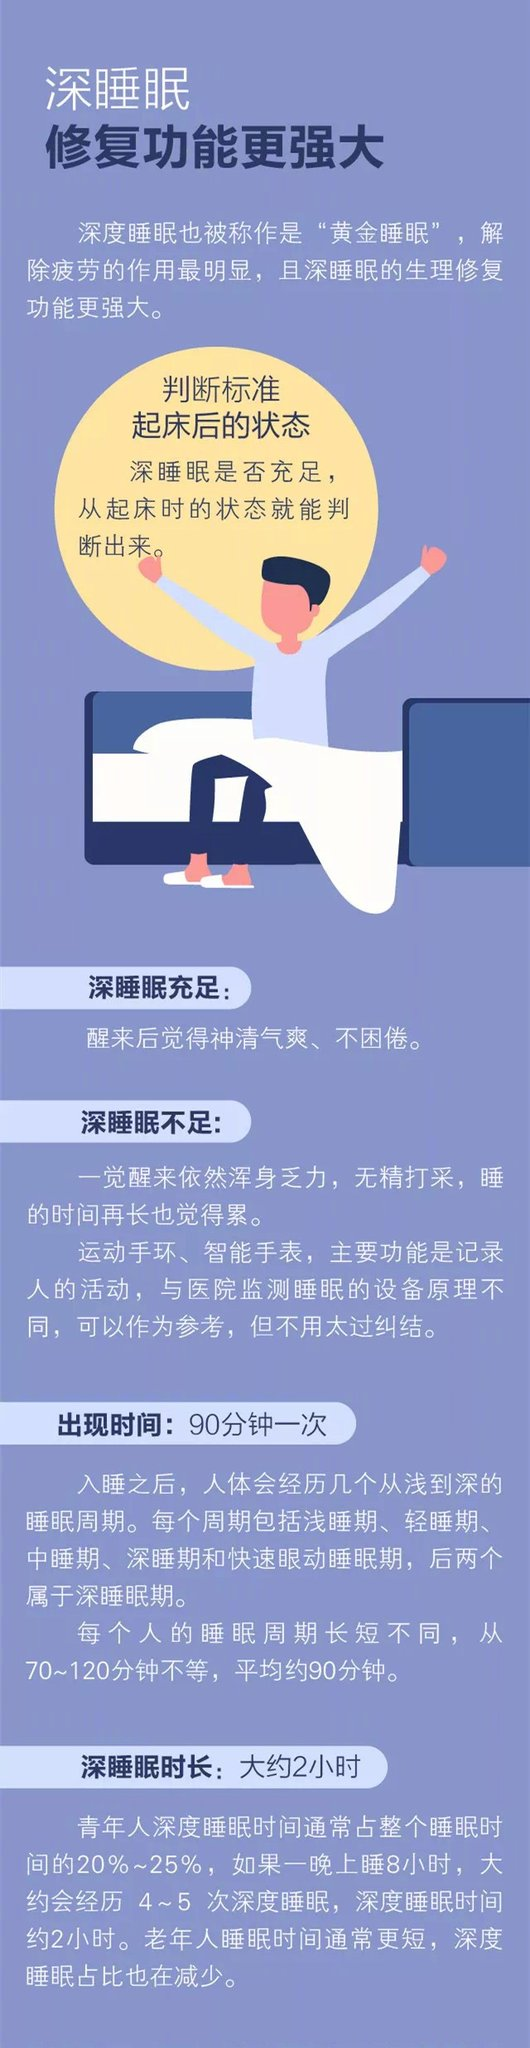 深睡眠
修复功能更强大
深度睡眠也被称作是“黄金睡眠”，解
除疲劳的作用最明显，且深睡眠的生理修复
功能更强大。
判断标准
起床后的状态
深睡眠是否充足，
从起床时的状态就能判
断出来。
深睡眠充足：
醒来后觉得神清气爽、不困倦。
深睡眠不足：
一觉醒来依然浑身乏力，无精打采，睡
的时间再长也觉得累。
运动手环、智能手表，主要功能是记录
人的活动，与医院监测睡眠的设备原理不
同，可以作为参考，但不用太过纠结。
出现时间：90分钟一次
入睡之后，人体会经历几个从浅到深的
睡眠周期。每个周期包括浅睡期、轻睡期、
中睡期、深睡期和快速眼动睡眠期，后两个
属于深睡眠期。
每个人的睡眠周期长短不同，从
70~120分钟不等，平均约90分钟。
深睡眠时长：大约2小时
青年人深度睡眠时间通常占整个睡眠时
间的20%~25%，如果一晚上睡8小时，大
约会经历 4~5 次深度睡眠，深度睡眠时间
约2小时。老年人睡眠时间通常更短，深度
睡眠占比也在减少。